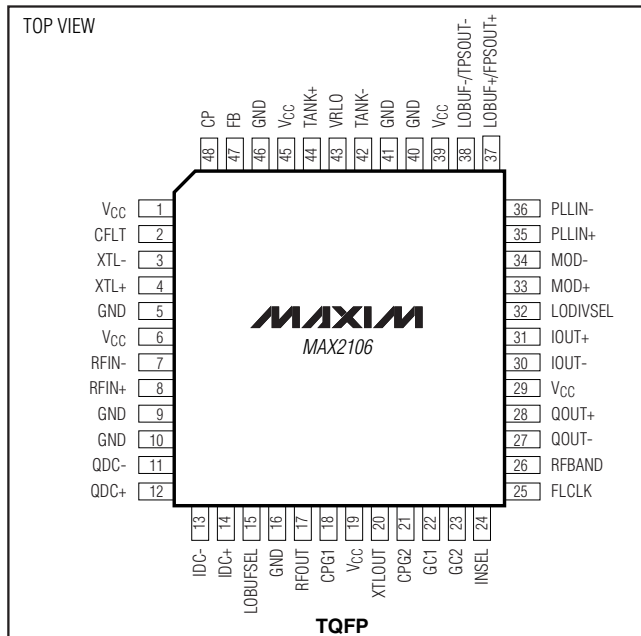 TOP VIEW
CP
FB
GND
VCC
TANK+
VRLO
TANK-
GND
GND
VCC
LOBUF-/TPSOUT-
LOBUF+/FPSOUT+
48 47 46 45 44 43 42 41 40 39 38 37
VCC 1
CFLT 2
XTL- 3
XTL+ 4
GND 5
VCC 6
RFIN- 7
RFIN+ 8
GND 9
GND 10
QDC- 11
QDC+ 12
MAXIM
MAX2106
36 PLLIN-
35 PLLIN+
34 MOD-
33 MOD+
32 LODIVSEL
31 IOUT+
30 IOUT-
29 VCC
28 QOUT+
27 QOUT-
26 RFBAND
25 FLCLK
13 14 15 16 17 18 19 20 21 22 23 24
IDC-
IDC+
LOBUFSEL
GND
RFOUT
CPG1
VCC
XTLOUT
CPG2
GC1
GC2
INSEL
TQFP